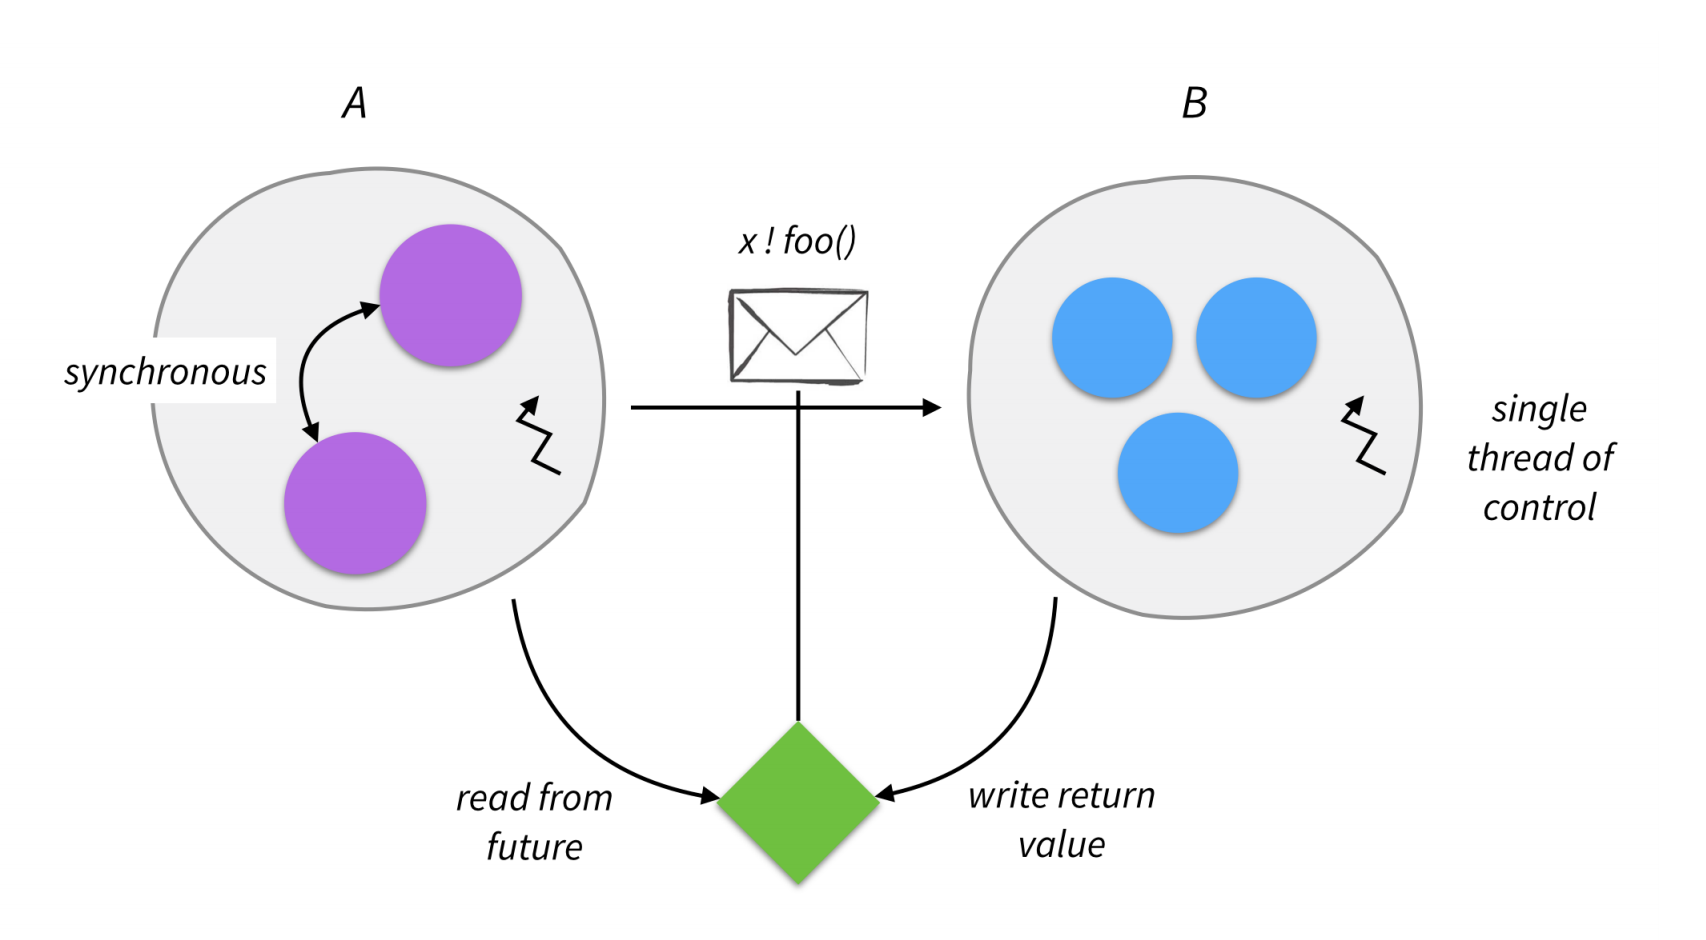 A
B
x ! foo()
synchronous
single
thread of
control
read from
future
write return
value